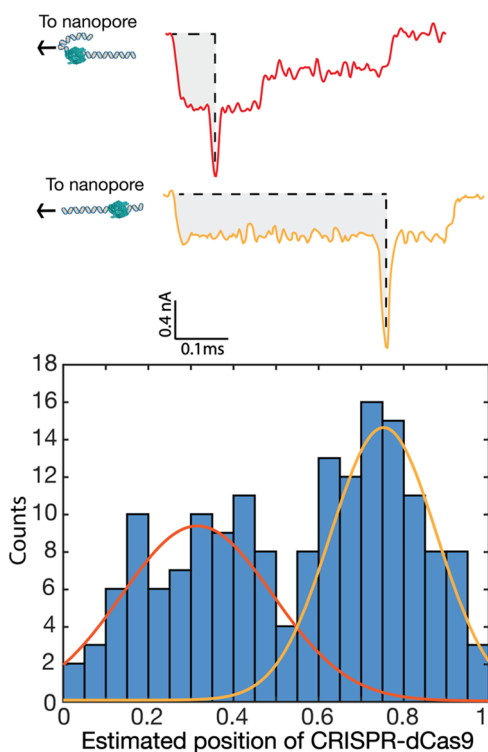 To nanopore
To nanopore
0.4 nA
0.1ms
18
16
14
12
10
8
6
4
2
0
Counts
0 0.2 0.4 0.6 0.8 1
Estimated position of CRISPR-dCas9